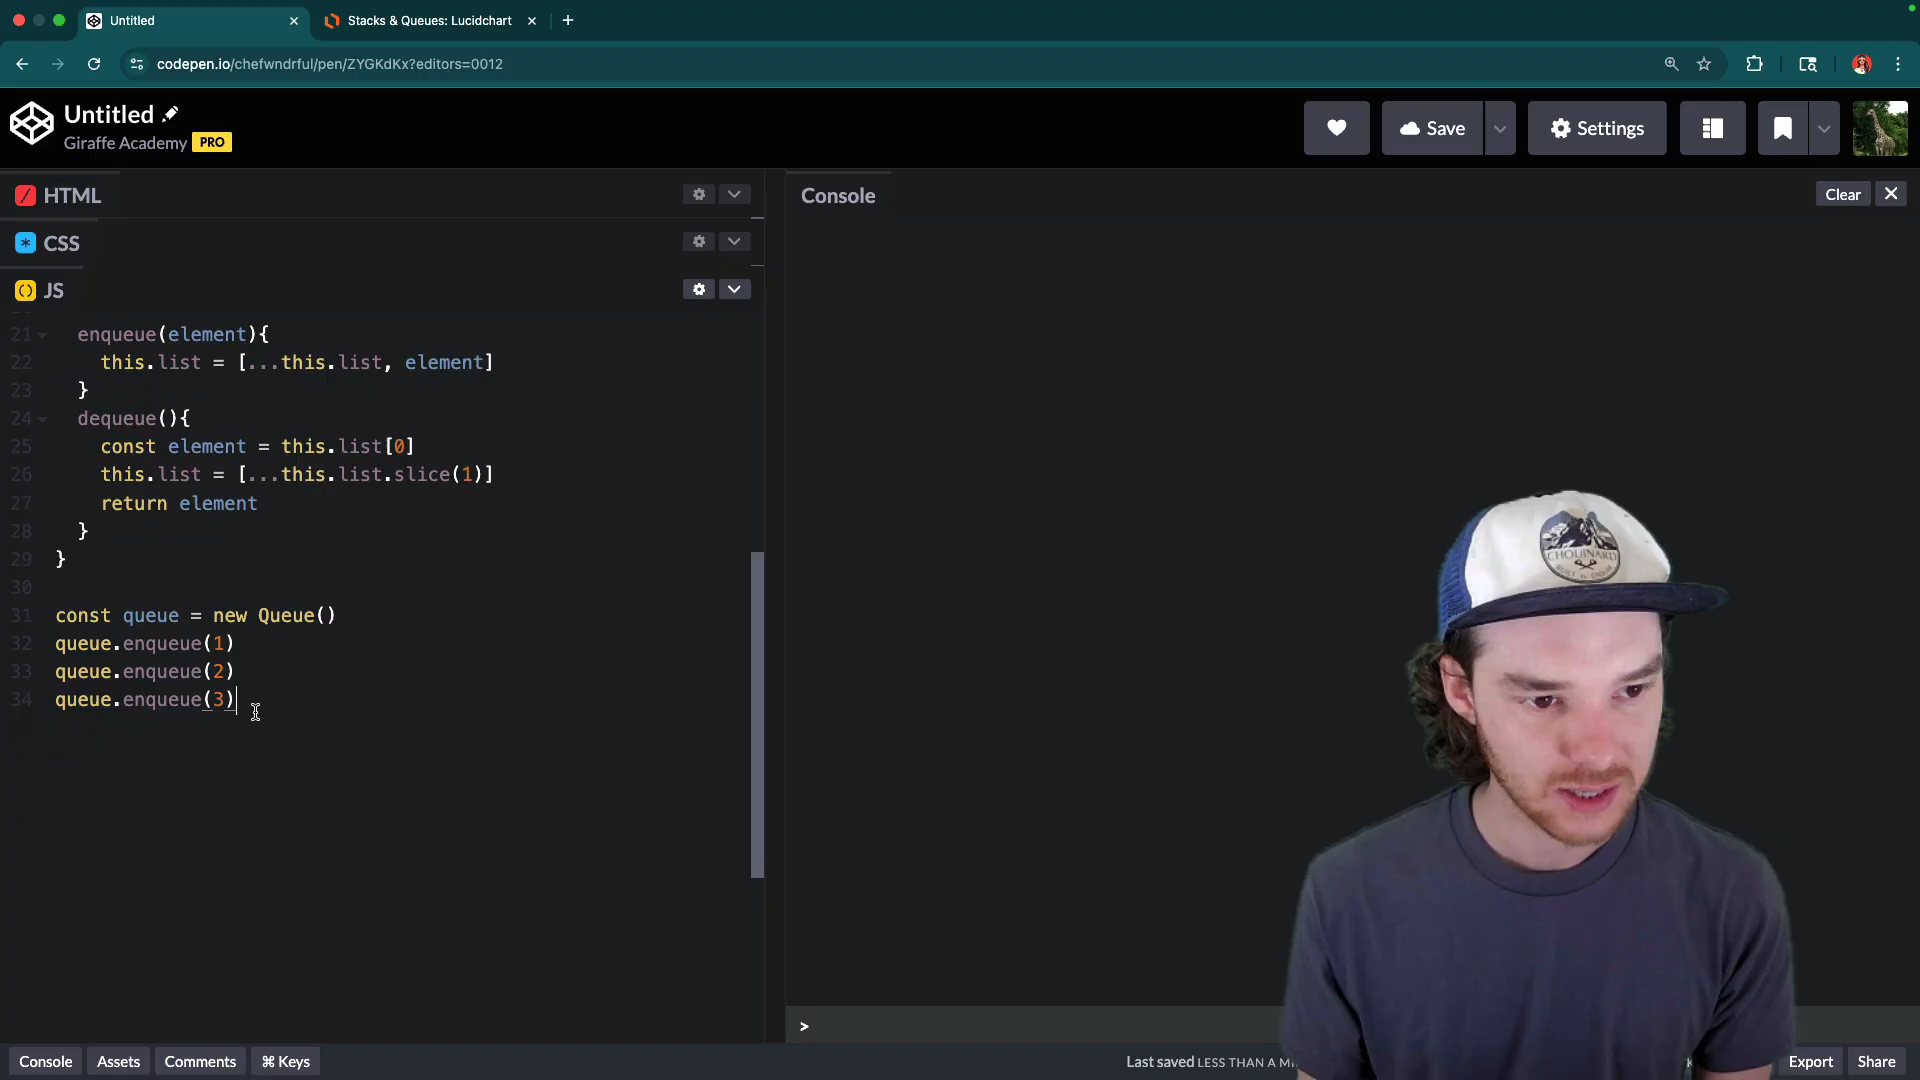 Untitled
Stacks & Queues: Lucidchart
codepen.io/chefwndrful/pen/ZYGKdKx?editors=0012
Untitled
Giraffe Academy PRO
Save
Settings
HTML
CSS
JS
Console
Clear
21 enqueue(element){
22 this.list = [...this.list, element]
23 }
24 dequeue(){
25 const element = this.list[0]
26 this.list = [...this.list.slice(1)]
27 return element
28 }
29 }
30
31 const queue = new Queue()
32 queue.enqueue(1)
33 queue.enqueue(2)
34 queue.enqueue(3)
CHOUINARD
>
Console
Assets
Comments
⌘ Keys
Last saved LESS THAN A
Export
Share